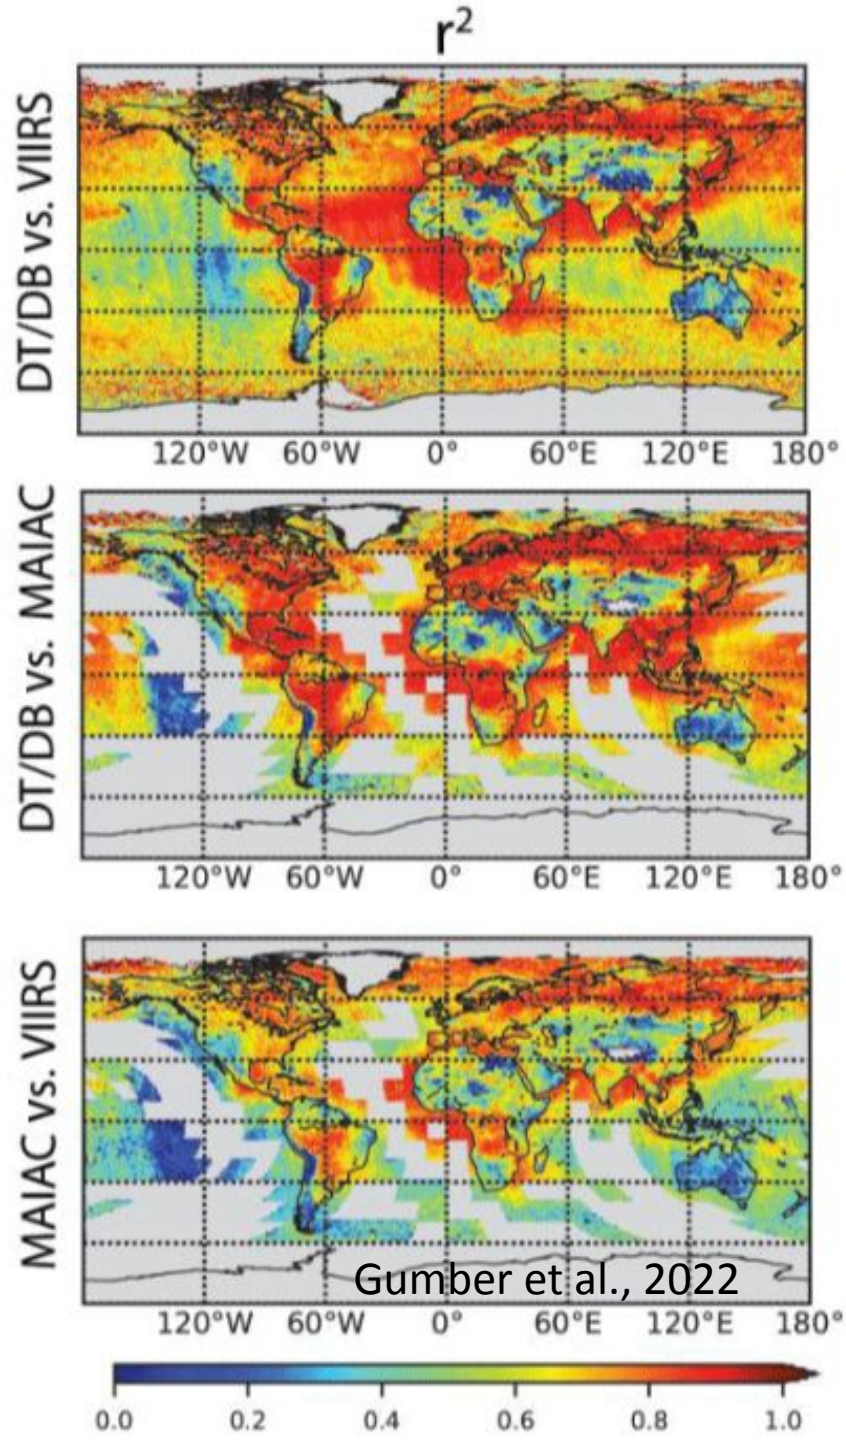 r²
DT/DB vs. VIIRS
120°W 60°W 0° 60°E 120°E 180°
DT/DB vs. MAIAC
120°W 60°W 0° 60°E 120°E 180°
MAIAC vs. VIIRS
Gumber et al., 2022
120°W 60°W 0° 60°E 120°E 180°
0.0 0.2 0.4 0.6 0.8 1.0